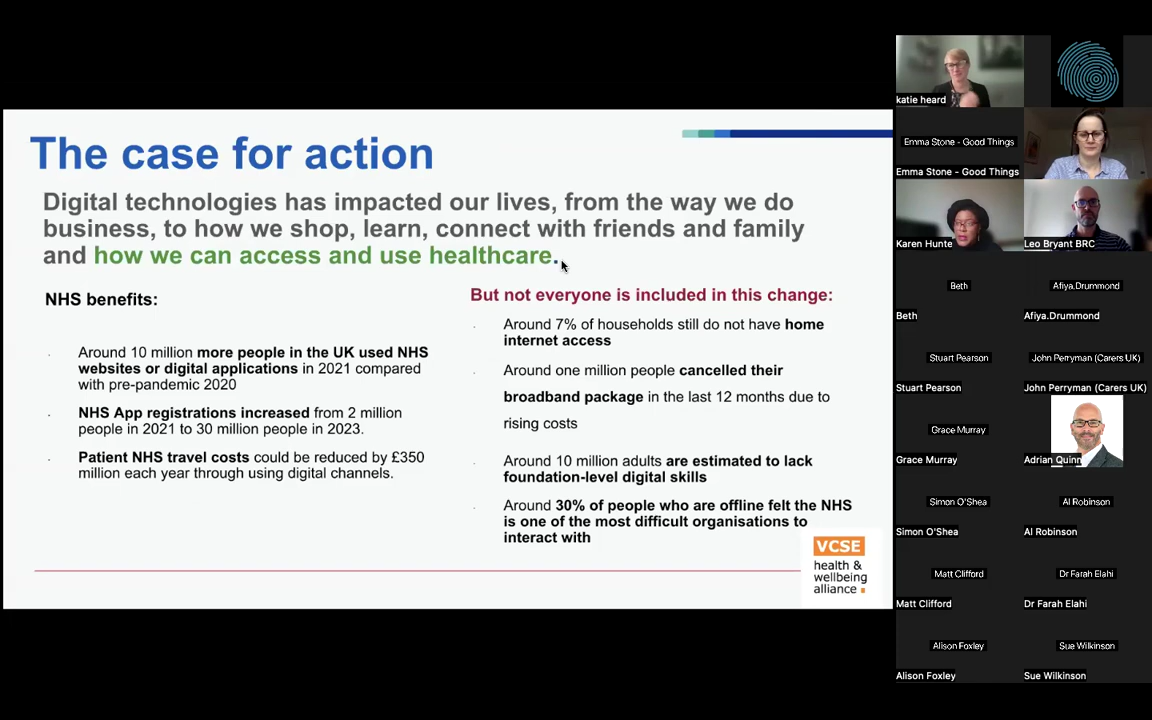 The case for action
Digital technologies has impacted our lives, from the way we do
business, to how we shop, learn, connect with friends and family
and how we can access and use healthcare.
NHS benefits:
Around 10 million more people in the UK used NHS
websites or digital applications in 2021 compared
with pre-pandemic 2020
NHS App registrations increased from 2 million
people in 2021 to 30 million people in 2023.
Patient NHS travel costs could be reduced by £350
million each year through using digital channels.
But not everyone is included in this change:
Around 7% of households still do not have home
internet access
Around one million people cancelled their
broadband package in the last 12 months due to
rising costs
Around 10 million adults are estimated to lack
foundation-level digital skills
Around 30% of people who are offline felt the NHS
is one of the most difficult organisations to
interact with
VCSE
health &
wellbeing
alliance
katie heard
Emma Stone - Good Things
Emma Stone - Good Things
Karen Hunte
Leo Bryant BRC
Beth
Afiya.Drummond
Beth
Afiya.Drummond
Stuart Pearson
John Perryman (Carers UK)
Stuart Pearson
John Perryman (Carers UK)
Grace Murray
Grace Murray
Adrian Quinn
Simon O'Shea
Al Robinson
Simon O'Shea
Al Robinson
Matt Clifford
Dr Farah Elahi
Matt Clifford
Dr Farah Elahi
Alison Foxley
Sue Wilkinson
Alison Foxley
Sue Wilkinson